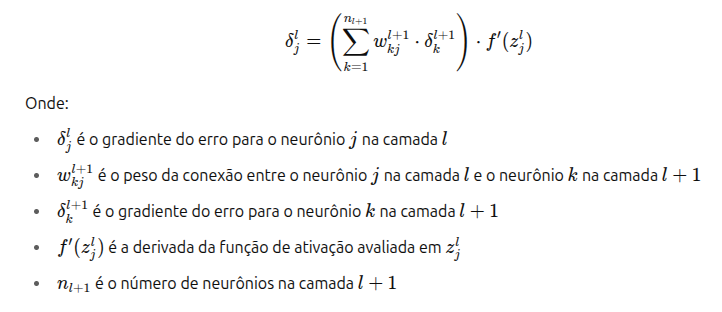 $\delta_j^l = \left( \sum_{k=1}^{n_{l+1}} w_{kj}^{l+1} \cdot \delta_k^{l+1} \right) \cdot f'(z_j^l)$
Onde:
• $\delta_j^l$ é o gradiente do erro para o neurônio $j$ na camada $l$
• $w_{kj}^{l+1}$ é o peso da conexão entre o neurônio $j$ na camada $l$ e o neurônio $k$ na camada $l+1$
• $\delta_k^{l+1}$ é o gradiente do erro para o neurônio $k$ na camada $l+1$
• $f'(z_j^l)$ é a derivada da função de ativação avaliada em $z_j^l$
• $n_{l+1}$ é o número de neurônios na camada $l+1$